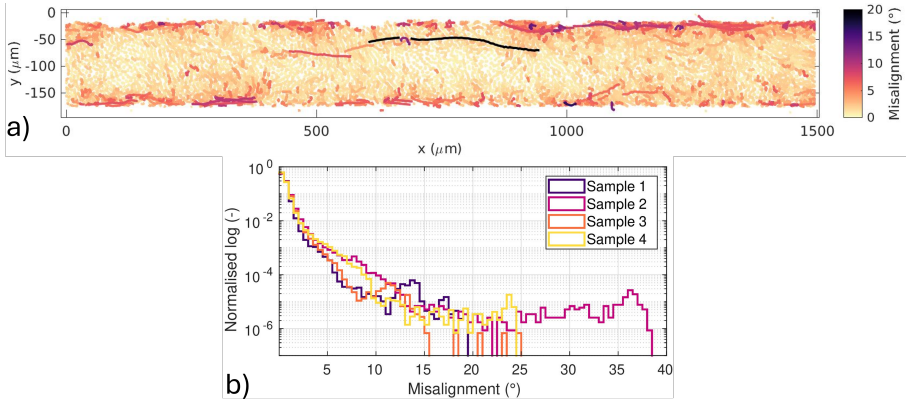 0
-50
-100
-150
y (μm)
0
500
1000
1500
x (μm)
20
15
10
5
0
Misalignment (°)
a)
10 0
10 -2
10 -4
10 -6
Normalised log (-)
Sample 1
Sample 2
Sample 3
Sample 4
5
10
15
20
25
30
35
40
Misalignment (°)
b)